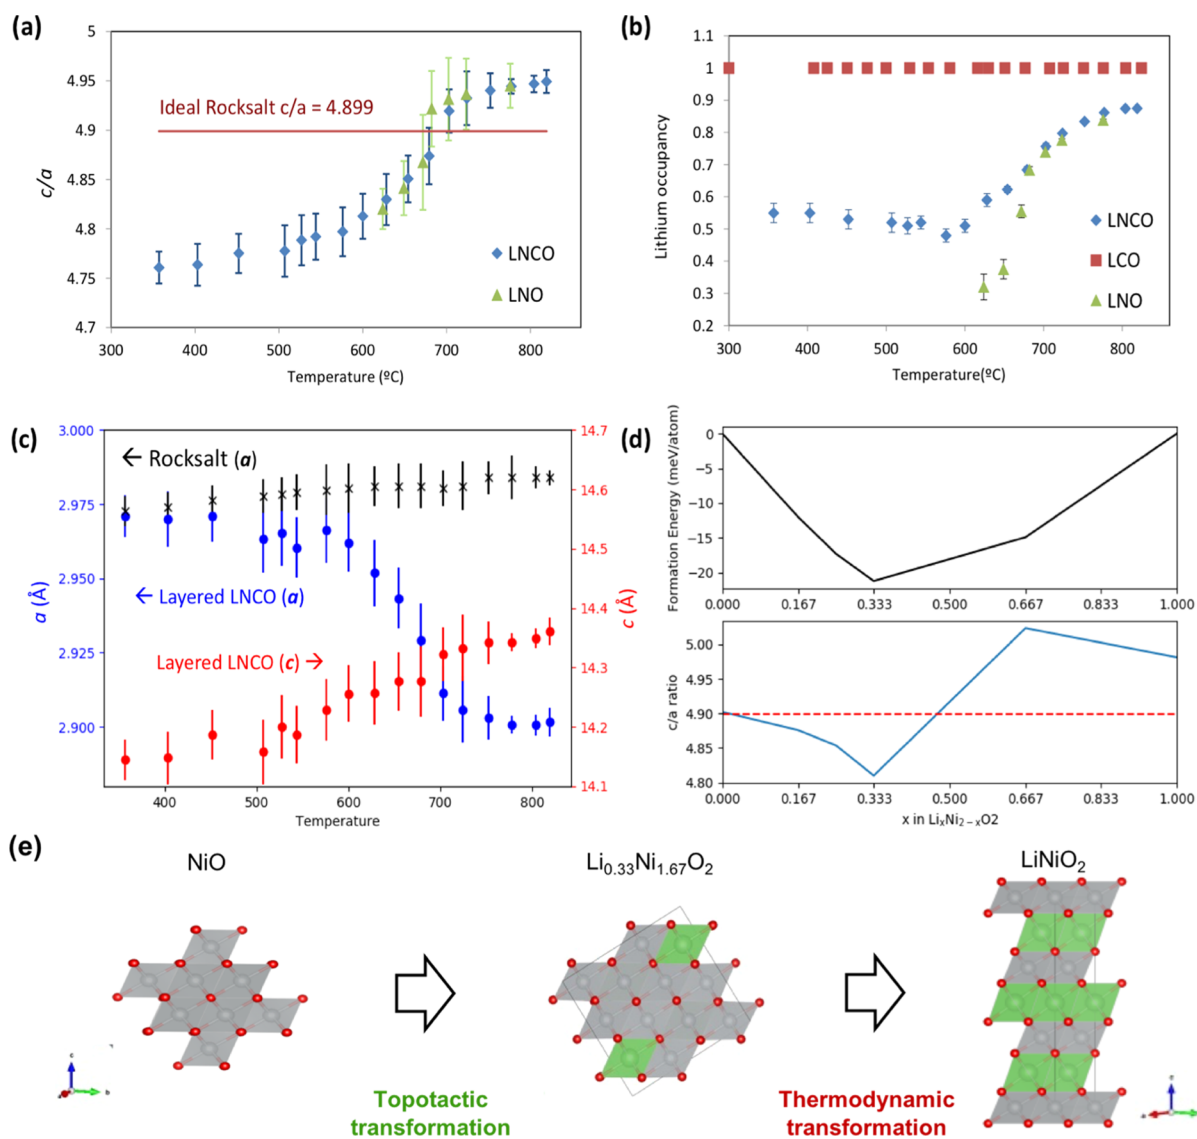 (a)
5
4.95
4.9
4.85
4.8
4.75
4.7
c/a
Ideal Rocksalt c/a = 4.899
LNCO
LNO
300 400 500 600 700 800
Temperature (ºC)
(b)
1.1
1
0.9
0.8
0.7
0.6
0.5
0.4
0.3
0.2
Lithium occupancy
LNCO
LCO
LNO
300 400 500 600 700 800
Temperature(ºC)
(c)
3.000
2.975
2.950
2.925
2.900
a (Å)
← Rocksalt (a)
← Layered LNCO (a)
Layered LNCO (c) →
14.7
14.6
14.5
14.4
14.3
14.2
14.1
c (Å)
400 500 600 700 800
Temperature
(d)
0
−5
−10
−15
−20
Formation Energy (meV/atom)
0.000 0.167 0.333 0.500 0.667 0.833 1.000
5.00
4.95
4.90
4.85
4.80
c/a ratio
0.000 0.167 0.333 0.500 0.667 0.833 1.000
x in LiₓNi₂₋ₓO2
(e)
NiO
Li₀.₃₃Ni₁.₆₇O₂
LiNiO₂
Topotactic
transformation
Thermodynamic
transformation